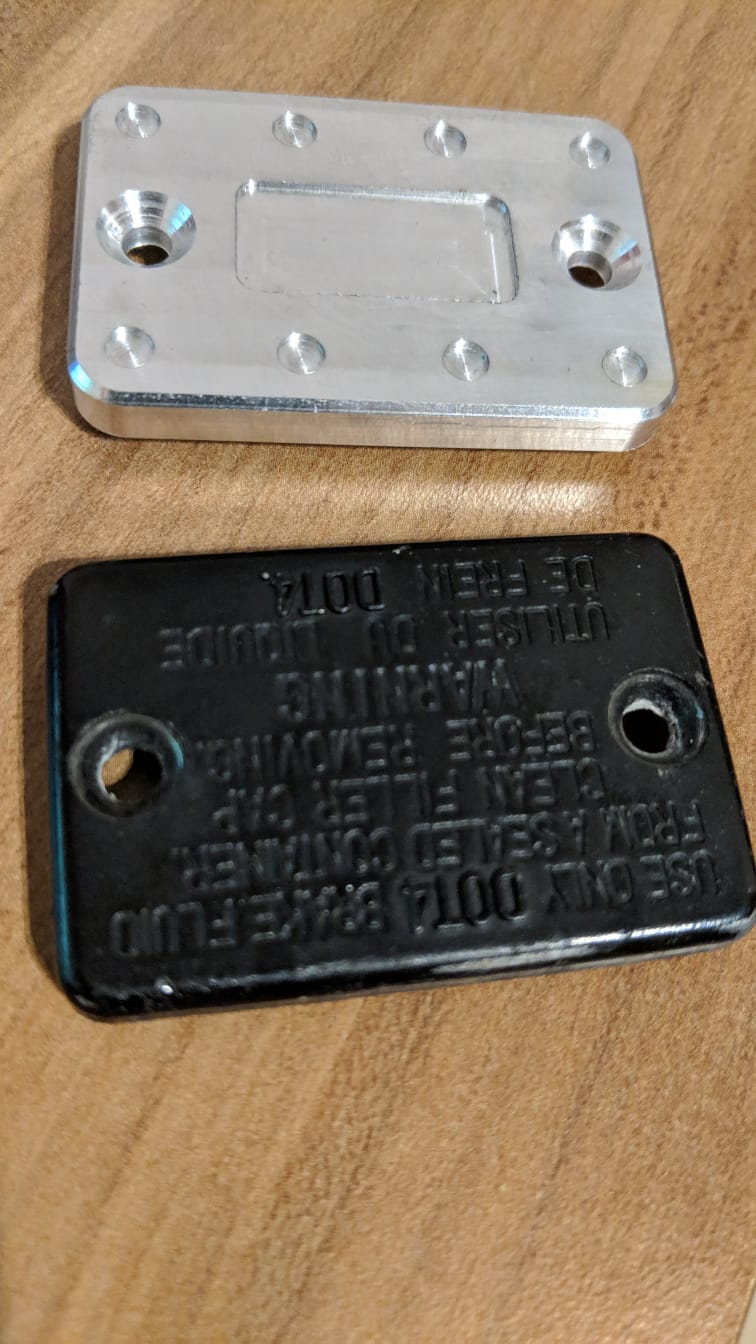 USE ONLY DOT4 BRAKE FLUID
FROM A SEALED CONTAINER.
CLEAN FILLER CAP
BEFORE REMOVING.
WARNING
UTILISER DU LIQUIDE
DE FREIN DOT4.